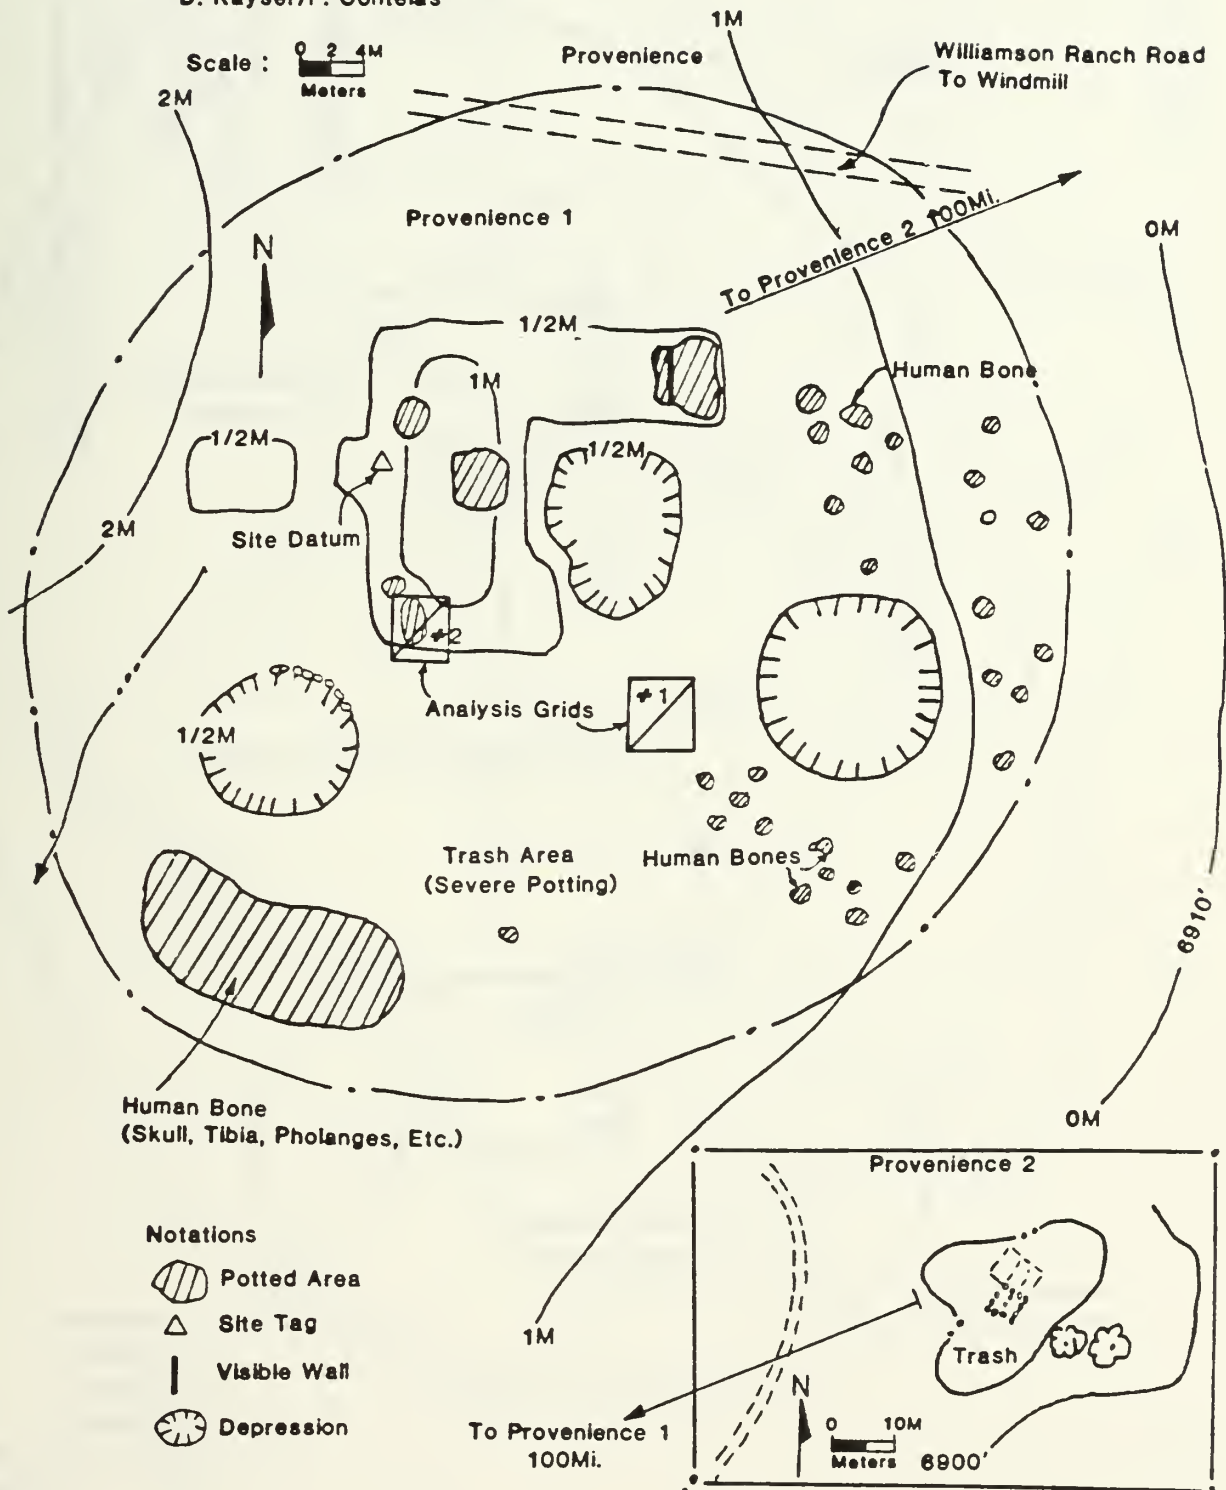 Scale :
0 2 4M
Meters
Provenience
1M
Williamson Ranch Road
To Windmill
2M
Provenience 1
To Provenience 2 100Mi.
0M
N
1/2M
1M
Human Bone
1/2M
1/2M
2M
Site Datum
#2
Analysis Grids
#1
1/2M
Trash Area
(Severe Potting)
Human Bones
6910'
Human Bone
(Skull, Tibia, Pholanges, Etc.)
0M
Provenience 2
Notations
Potted Area
Site Tag
Visible Wall
Depression
1M
Trash
N
To Provenience 1
100Mi.
0 10M
Meters
6900'